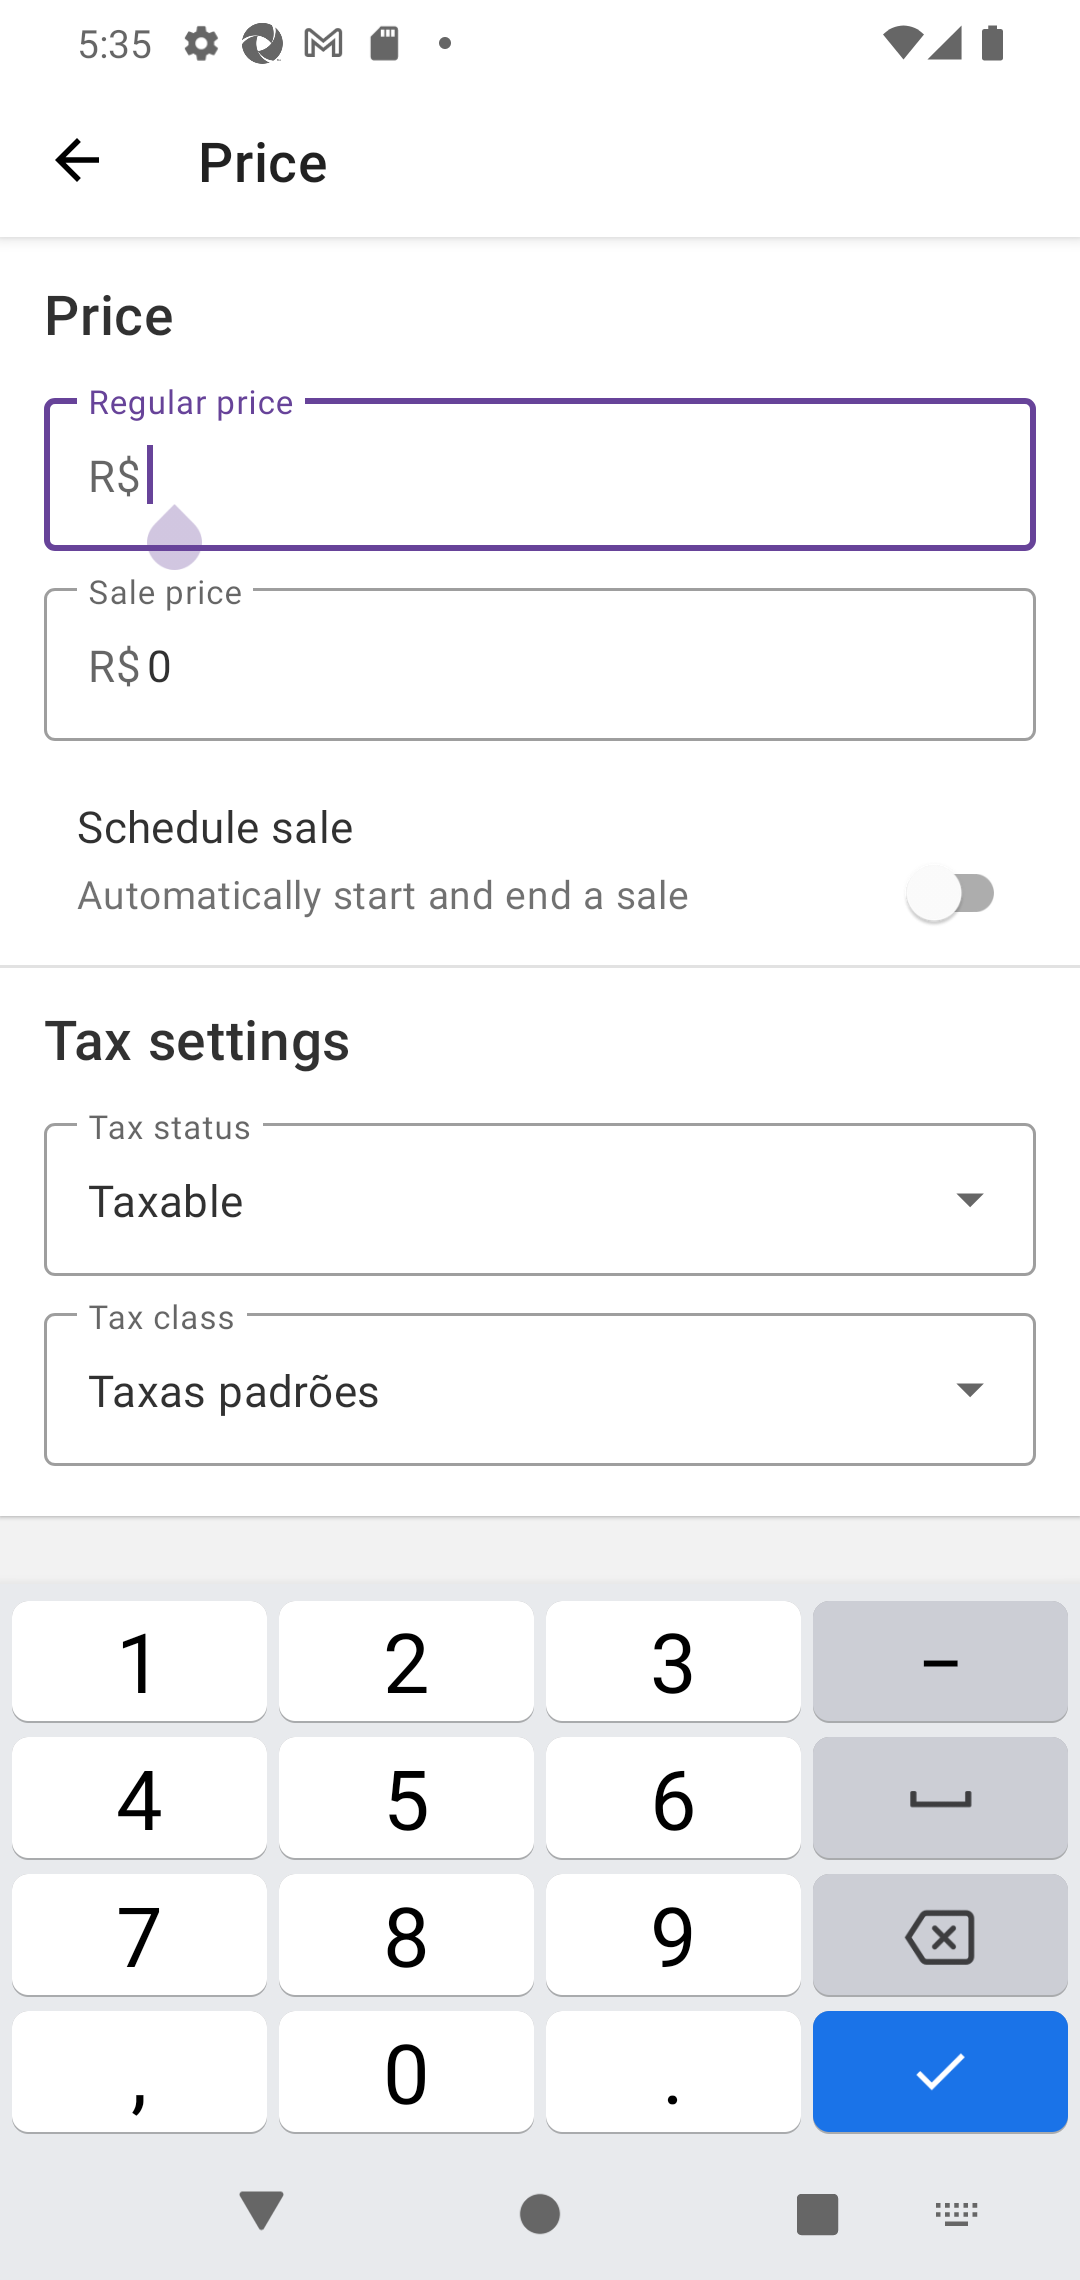 5:35
Price
Price
Regular price
R$
Sale price
R$ 0
Schedule sale
Automatically start and end a sale
Tax settings
Tax status
Taxable
Tax class
Taxas padrões
1 2 3 –
4 5 6
7 8 9
, 0 .